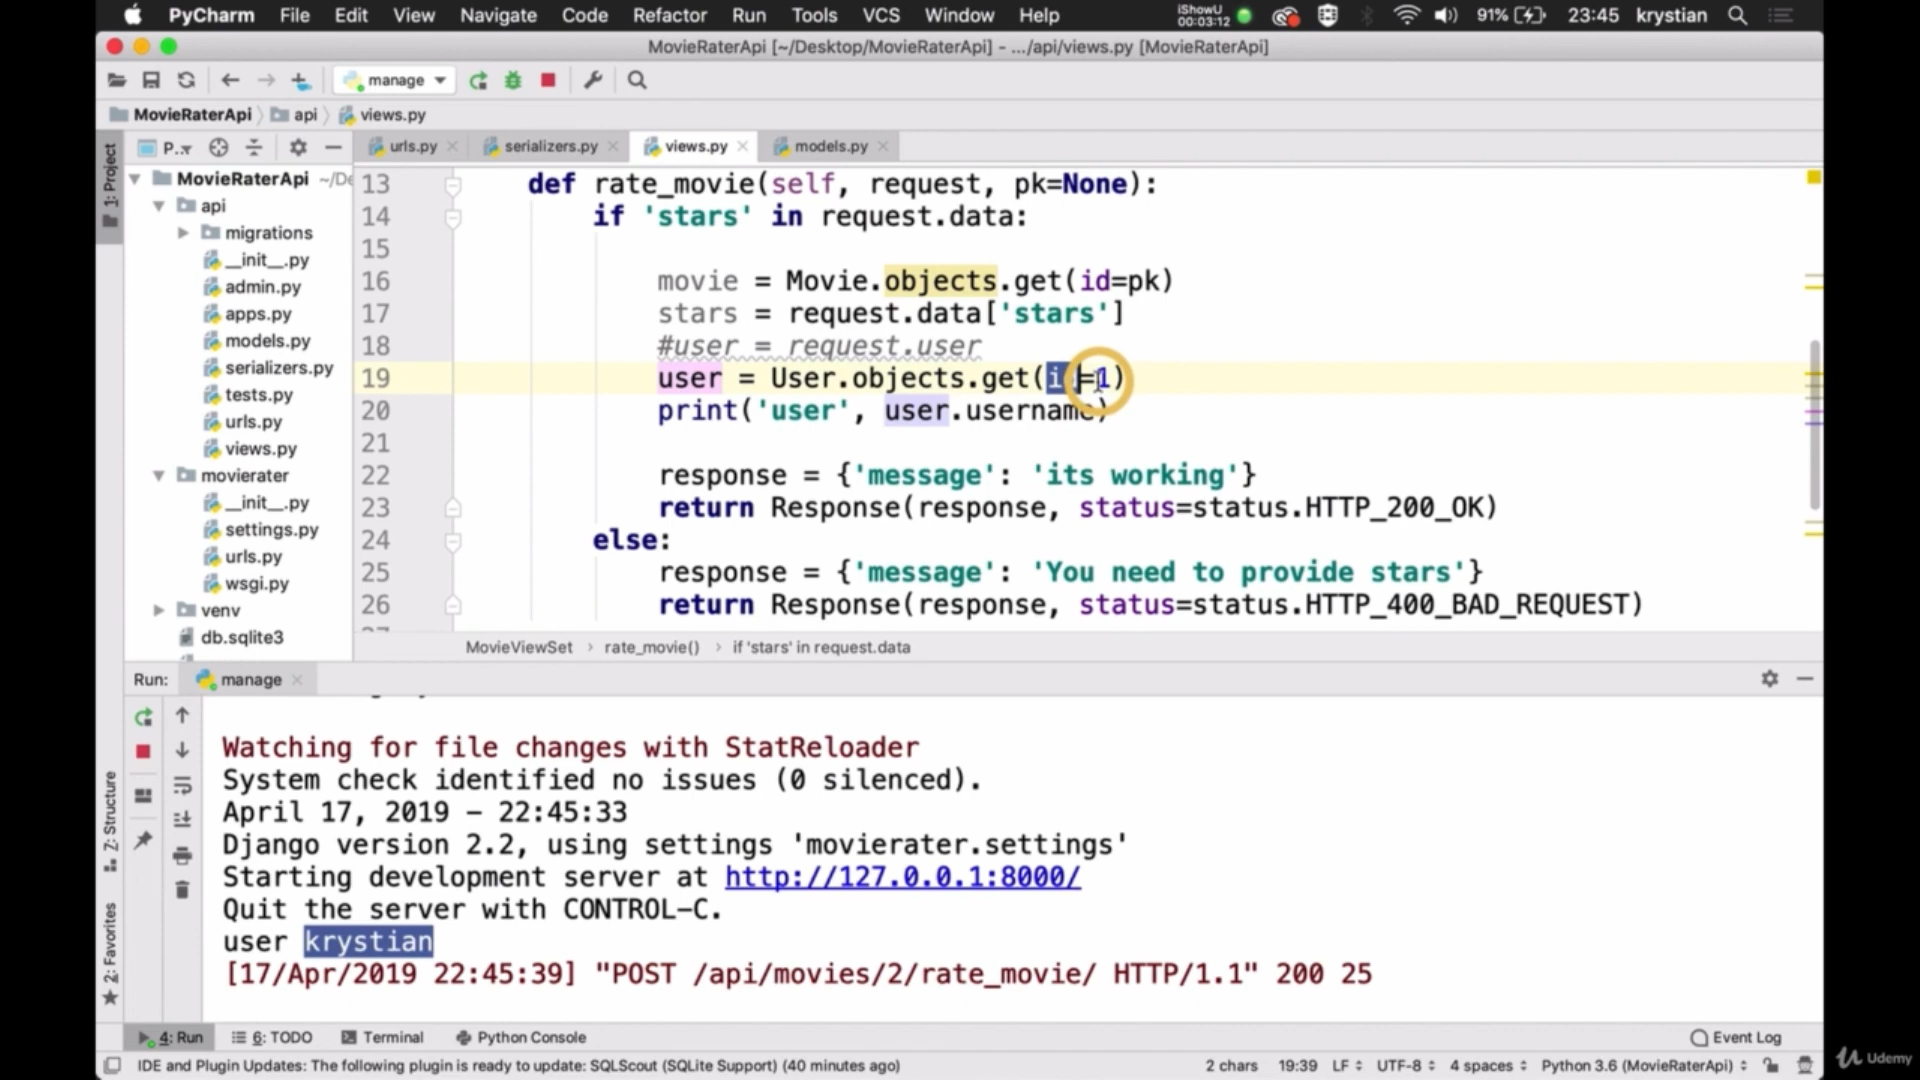 PyCharm File Edit View Navigate Code Refactor Run Tools VCS Window Help iShowU 00:03:12 91% 23:45 krystian
MovieRaterApi [~/Desktop/MovieRaterApi] - .../api/views.py [MovieRaterApi]
manage
MovieRaterApi api views.py
1: Project
P..
urls.py serializers.py views.py models.py
MovieRaterApi ~/De
api
migrations
__init__.py
admin.py
apps.py
models.py
serializers.py
tests.py
urls.py
views.py
movierater
__init__.py
settings.py
urls.py
wsgi.py
venv
db.sqlite3
13 def rate_movie(self, request, pk=None):
14 if 'stars' in request.data:
15
16 movie = Movie.objects.get(id=pk)
17 stars = request.data['stars']
18 #user = request.user
19 user = User.objects.get(id=1)
20 print('user', user.username)
21
22 response = {'message': 'its working'}
23 return Response(response, status=status.HTTP_200_OK)
24 else:
25 response = {'message': 'You need to provide stars'}
26 return Response(response, status=status.HTTP_400_BAD_REQUEST)
MovieViewSet › rate_movie() › if 'stars' in request.data
Run: manage
Watching for file changes with StatReloader
System check identified no issues (0 silenced).
April 17, 2019 - 22:45:33
Django version 2.2, using settings 'movierater.settings'
Starting development server at http://127.0.0.1:8000/
Quit the server with CONTROL-C.
user krystian
[17/Apr/2019 22:45:39] "POST /api/movies/2/rate_movie/ HTTP/1.1" 200 25
Z: Structure
2: Favorites
4: Run 6: TODO Terminal Python Console Event Log
IDE and Plugin Updates: The following plugin is ready to update: SQLScout (SQLite Support) (40 minutes ago) 2 chars 19:39 LF UTF-8 4 spaces Python 3.6 (MovieRaterApi)
Udemy